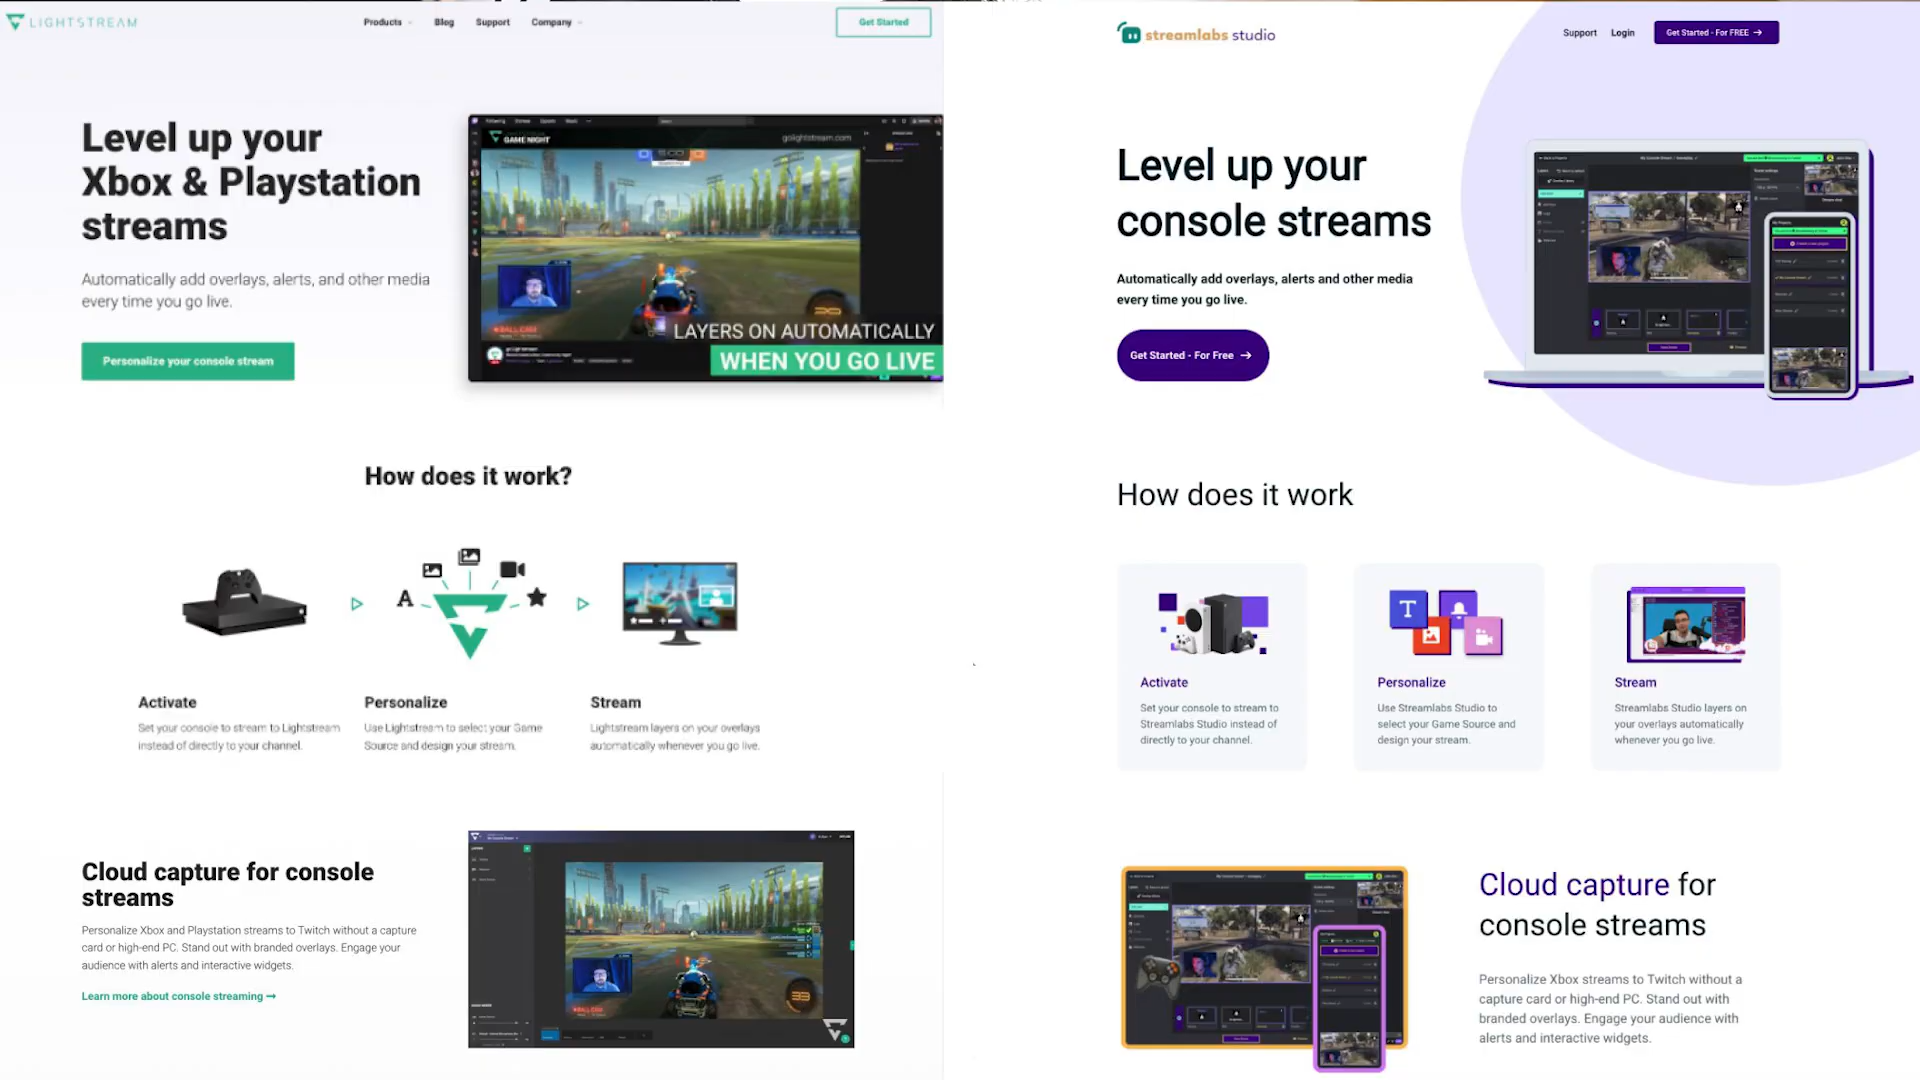 LIGHTSTREAM
Products
Blog
Support
Company
Get Started
Level up your
Xbox & Playstation
streams
Automatically add overlays, alerts, and other media
every time you go live.
Personalize your console stream
GAME NIGHT
golightstream.com
LAYERS ON AUTOMATICALLY
WHEN YOU GO LIVE
How does it work?
Activate
Set your console to stream to Lightstream
instead of directly to your channel.
Personalize
Use Lightstream to select your Game
Source and design your stream.
Stream
Lightstream layers on your overlays
automatically whenever you go live.
Cloud capture for console
streams
Personalize Xbox and Playstation streams to Twitch without a capture
card or high-end PC. Stand out with branded overlays. Engage your
audience with alerts and interactive widgets.
Learn more about console streaming →
streamlabs studio
Support
Login
Get Started - For FREE →
Level up your
console streams
Automatically add overlays, alerts and other media
every time you go live.
Get Started - For Free →
How does it work
Activate
Set your console to stream to
Streamlabs Studio instead of
directly to your channel.
Personalize
Use Streamlabs Studio to
select your Game Source and
design your stream.
Stream
Streamlabs Studio layers on
your overlays automatically
whenever you go live.
Cloud capture for
console streams
Personalize Xbox streams to Twitch without a
capture card or high-end PC. Stand out with
branded overlays. Engage your audience with
alerts and interactive widgets.